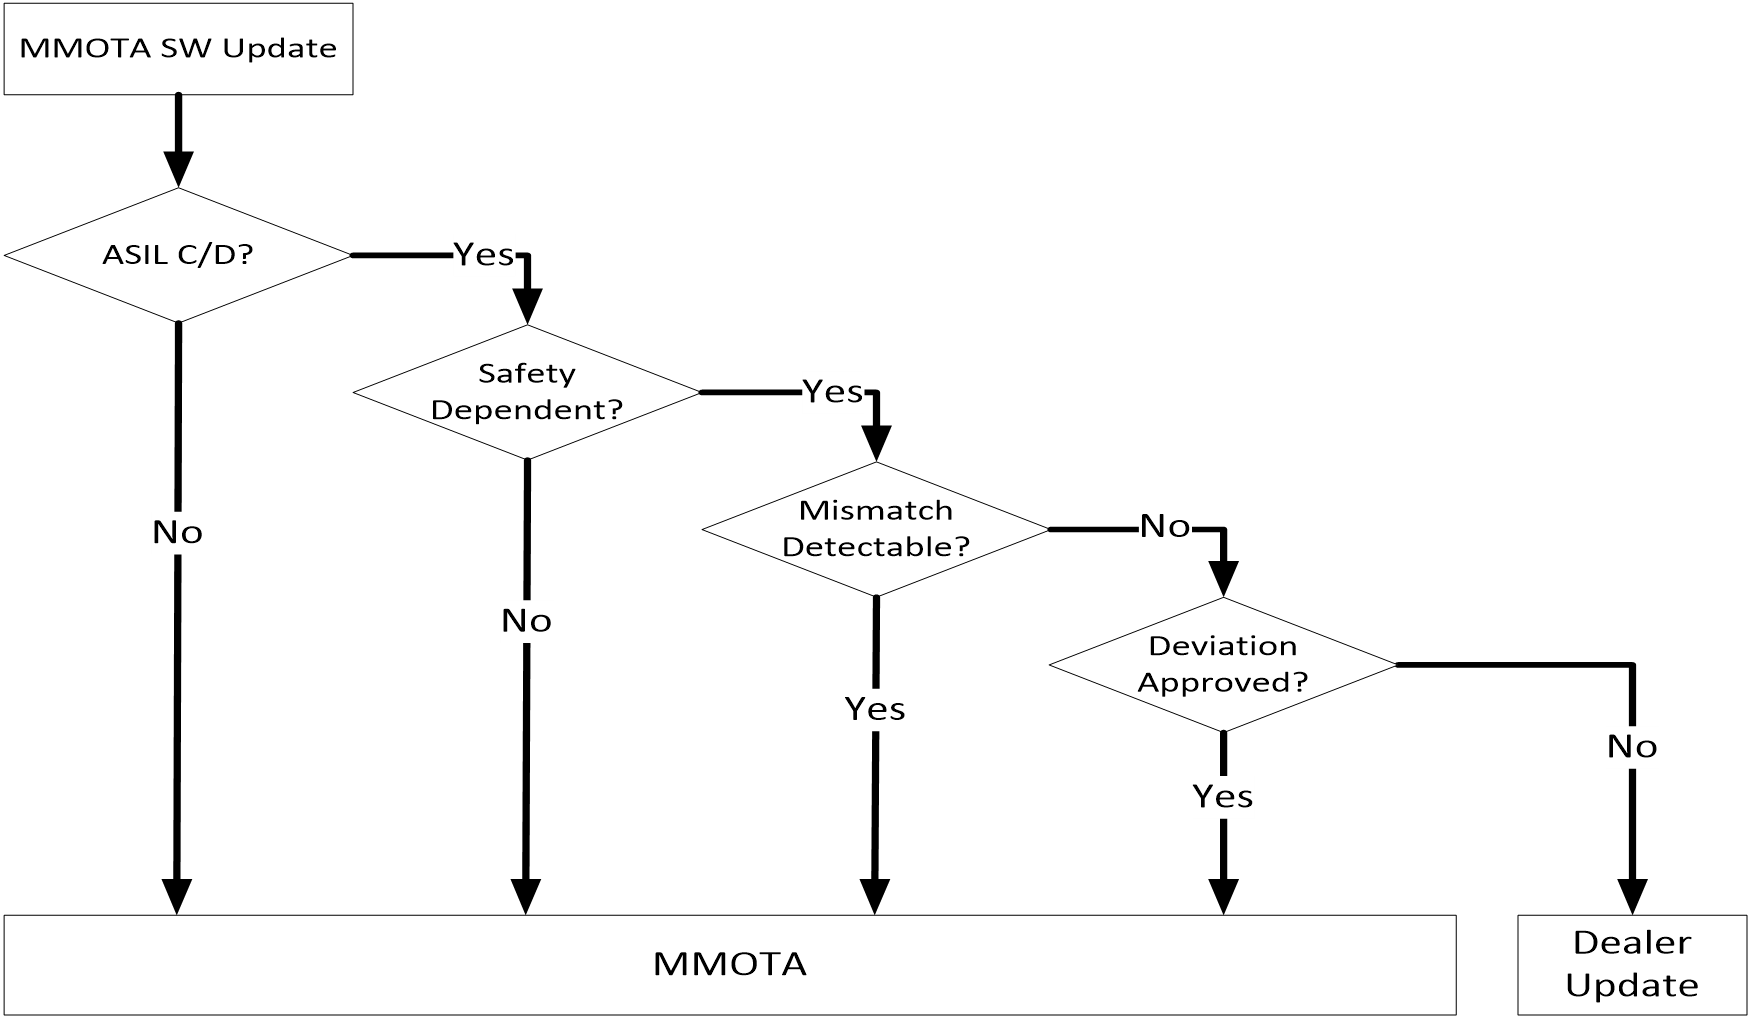 MMOTA SW Update
ASIL C/D?
Yes
Safety
Dependent?
Yes
Mismatch
Detectable?
No
Deviation
Approved?
No
No
Yes
No
Yes
MMOTA
Dealer
Update